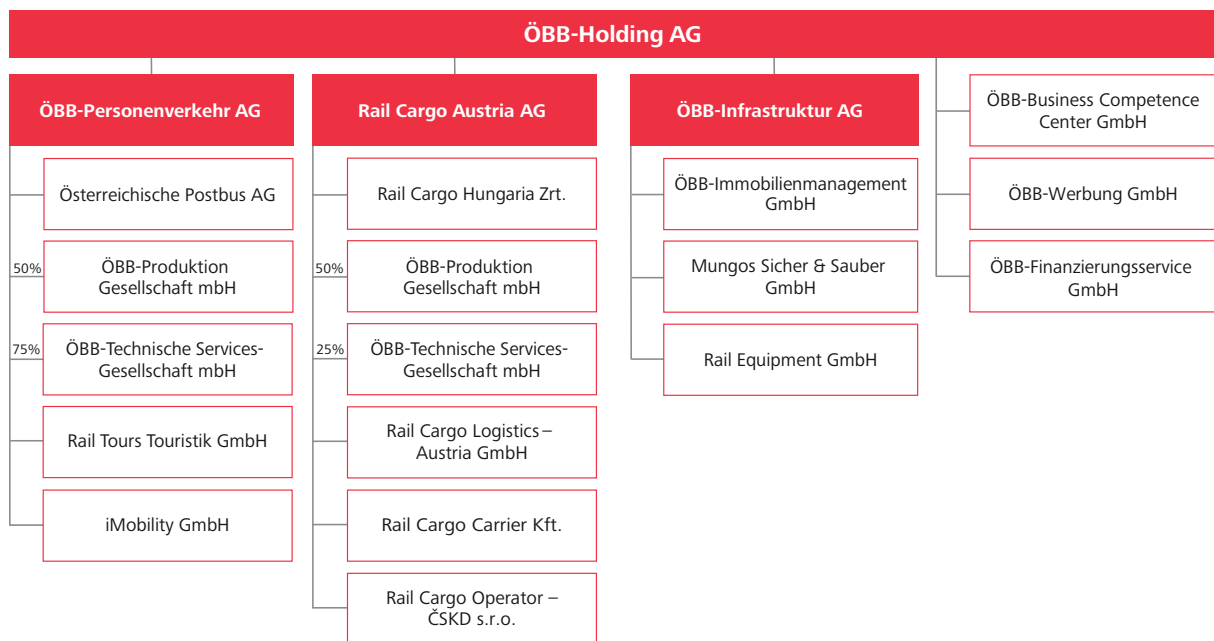 ÖBB-Holding AG
ÖBB-Personenverkehr AG
Österreichische Postbus AG
50%
ÖBB-Produktion
Gesellschaft mbH
75%
ÖBB-Technische Services-
Gesellschaft mbH
Rail Tours Touristik GmbH
iMobility GmbH
Rail Cargo Austria AG
Rail Cargo Hungaria Zrt.
50%
ÖBB-Produktion
Gesellschaft mbH
25%
ÖBB-Technische Services-
Gesellschaft mbH
Rail Cargo Logistics –
Austria GmbH
Rail Cargo Carrier Kft.
Rail Cargo Operator –
ČSKD s.r.o.
ÖBB-Infrastruktur AG
ÖBB-Immobilienmanagement
GmbH
Mungos Sicher & Sauber
GmbH
Rail Equipment GmbH
ÖBB-Business Competence
Center GmbH
ÖBB-Werbung GmbH
ÖBB-Finanzierungsservice
GmbH